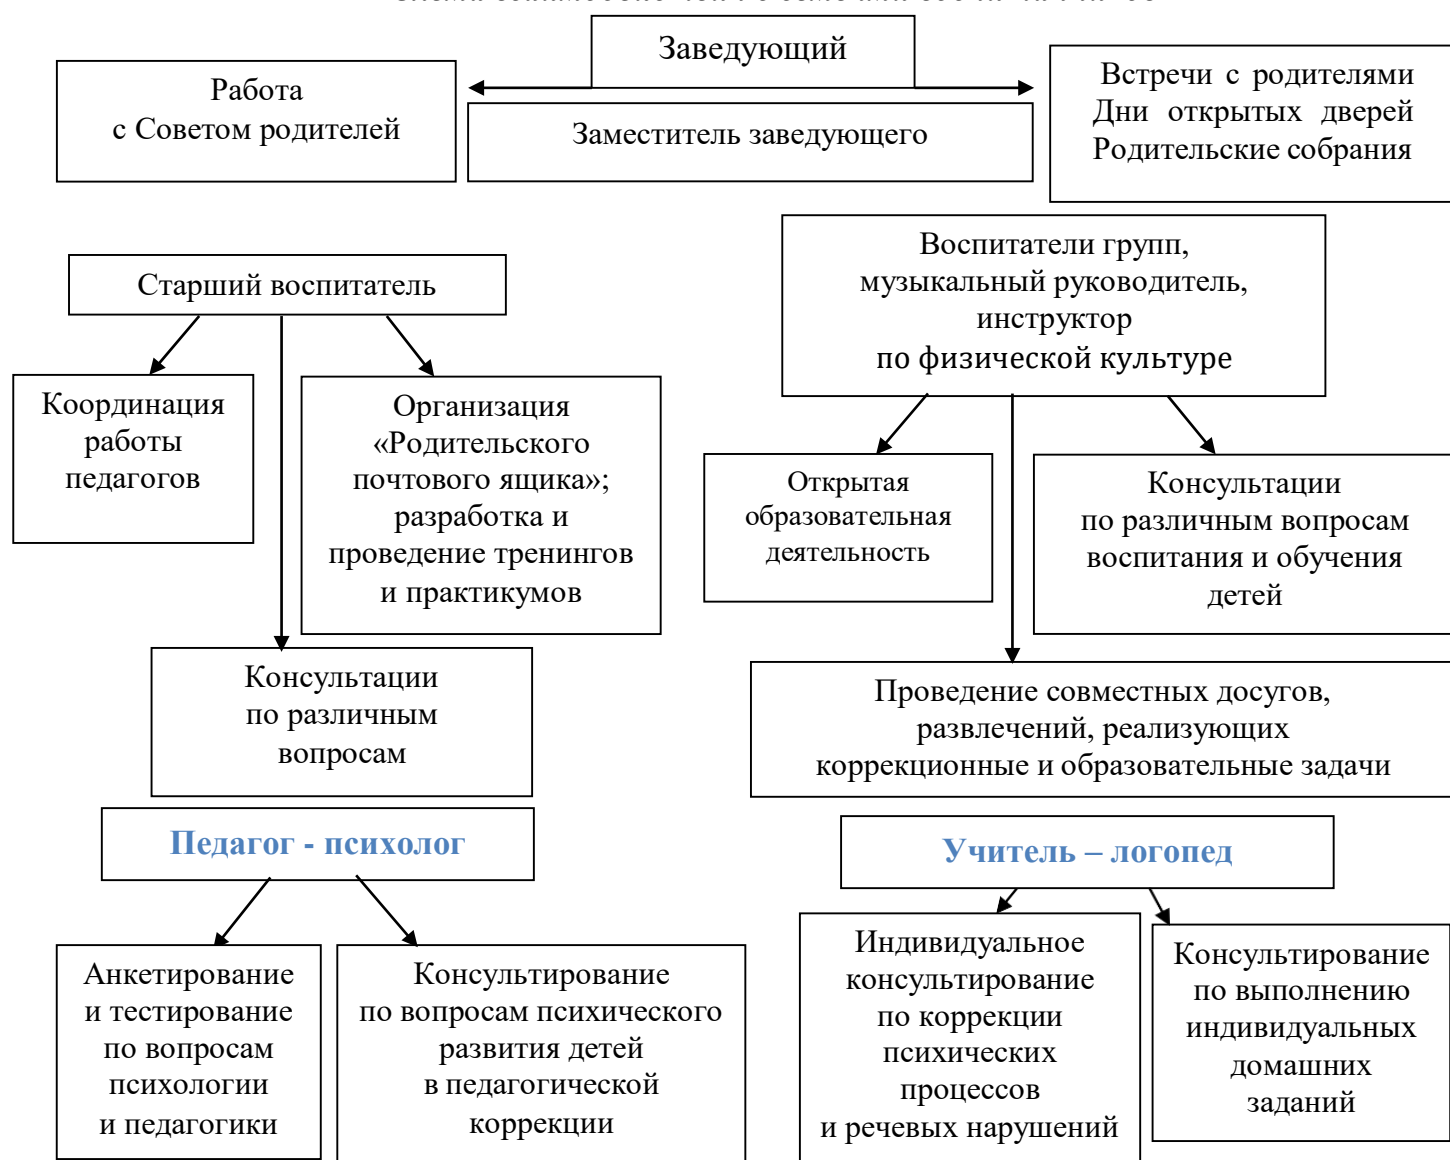 Заведующий
Работа
с Советом родителей
Заместитель заведующего
Встречи с родителями
Дни открытых дверей
Родительские собрания
Старший воспитатель
Воспитатели групп,
музыкальный руководитель,
инструктор
по физической культуре
Координация
работы
педагогов
Организация
«Родительского
почтового ящика»;
разработка и
проведение тренингов
и практикумов
Открытая
образовательная
деятельность
Консультации
по различным вопросам
воспитания и обучения
детей
Консультации
по различным
вопросам
Проведение совместных досугов,
развлечений, реализующих
коррекционные и образовательные задачи
Педагог - психолог
Учитель – логопед
Анкетирование
и тестирование
по вопросам
психологии
и педагогики
Консультирование
по вопросам психического
развития детей
в педагогической
коррекции
Индивидуальное
консультирование
по коррекции
психических
процессов
и речевых нарушений
Консультирование
по выполнению
индивидуальных
домашних
заданий